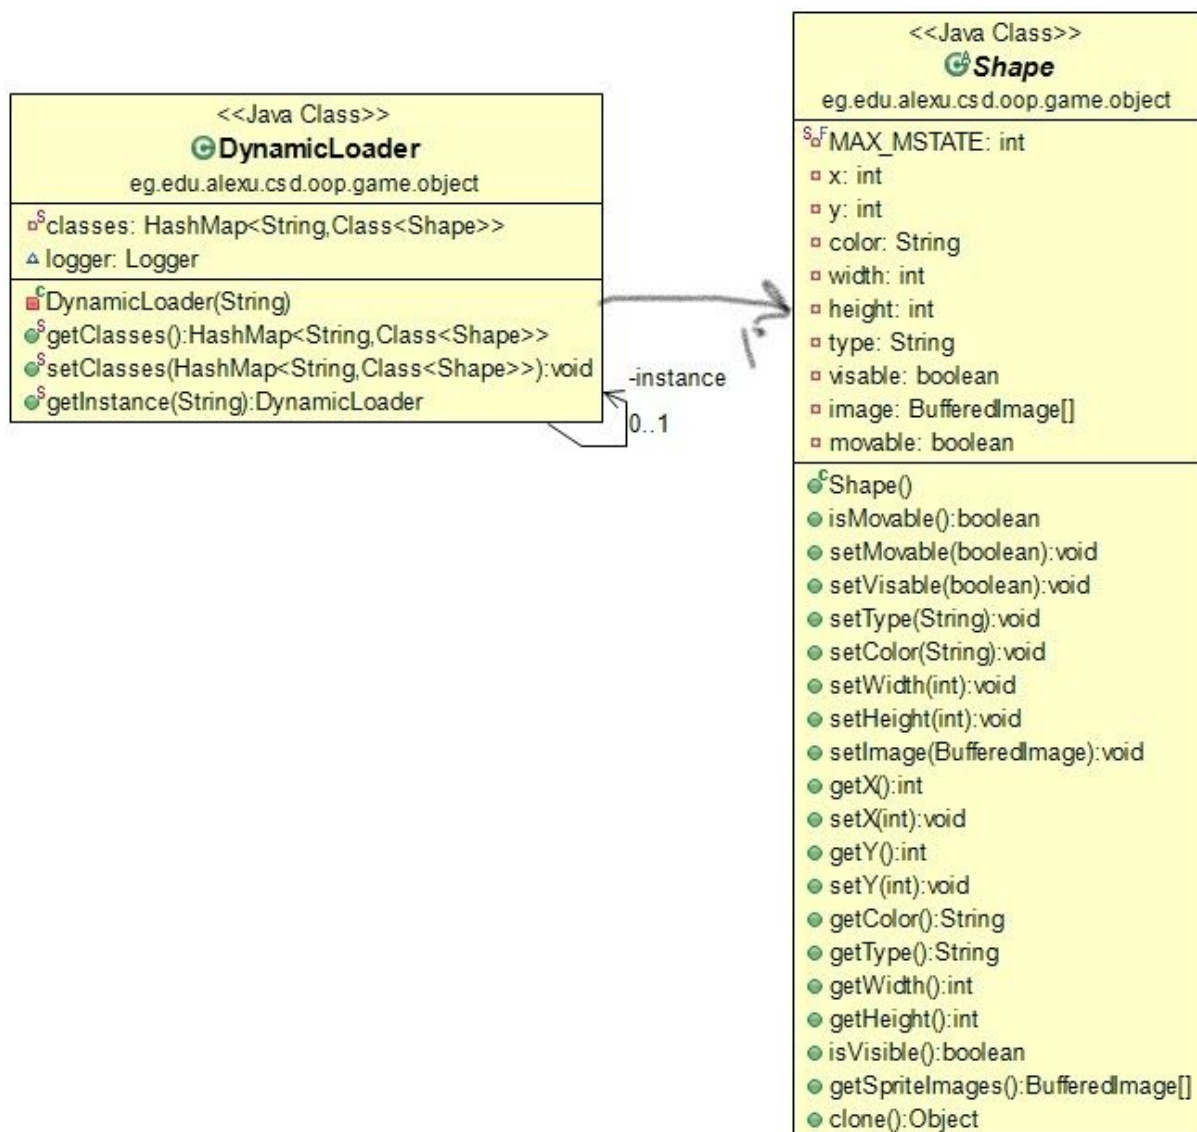 <<Java Class>>
DynamicLoader
eg.edu.alexu.csd.oop.game.object
S classes: HashMap<String,Class<Shape>>
logger: Logger
C DynamicLoader(String)
S getClasses():HashMap<String,Class<Shape>>
S setClasses(HashMap<String,Class<Shape>>):void
S getInstance(String):DynamicLoader
-instance
0..1
<<Java Class>>
Shape
eg.edu.alexu.csd.oop.game.object
S F MAX_MSTATE: int
x: int
y: int
color: String
width: int
height: int
type: String
visable: boolean
image: BufferedImage[]
movable: boolean
C Shape()
isMovable():boolean
setMovable(boolean):void
setVisable(boolean):void
setType(String):void
setColor(String):void
setWidth(int):void
setHeight(int):void
setImage(BufferedImage):void
getX():int
setX(int):void
getY():int
setY(int):void
getColor():String
getType():String
getWidth():int
getHeight():int
isVisible():boolean
getSpriteImages():BufferedImage[]
clone():Object